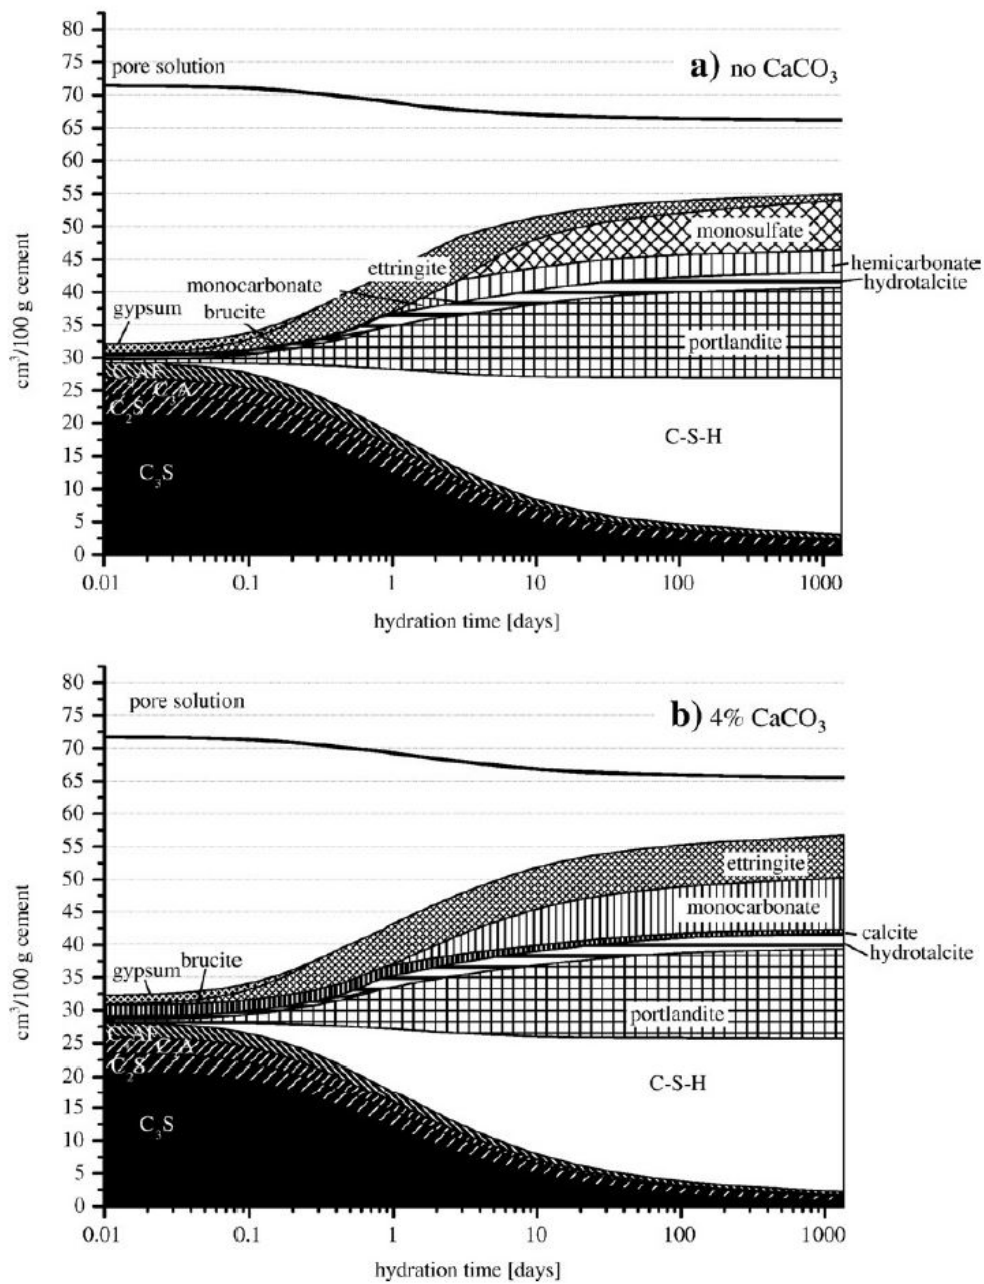 80
75
70
65
60
55
50
45
40
35
30
25
20
15
10
5
0
cm³/100 g cement
pore solution
a) no CaCO₃
monosulfate
ettringite
hemicarbonate
monocarbonate
hydrotalcite
brucite
gypsum
portlandite
C₄AF
C₃A
C₂S
C-S-H
C₃S
0.01 0.1 1 10 100 1000
hydration time [days]
80
75
70
65
60
55
50
45
40
35
30
25
20
15
10
5
0
cm³/100 g cement
pore solution
b) 4% CaCO₃
ettringite
monocarbonate
calcite
hydrotalcite
brucite
gypsum
portlandite
C₄AF
C₃A
C₂S
C-S-H
C₃S
0.01 0.1 1 10 100 1000
hydration time [days]